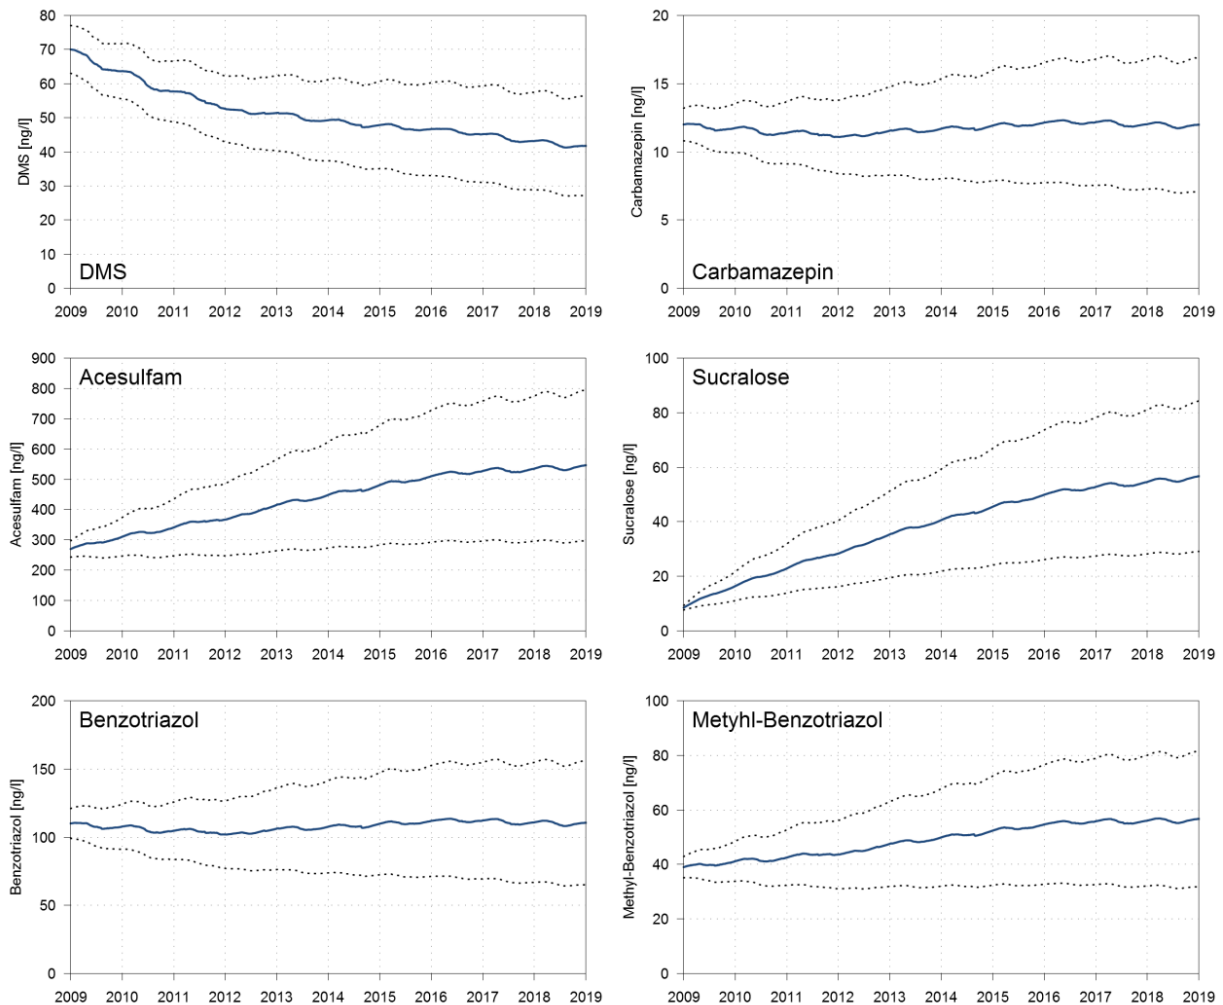 80
70
60
50
40
30
20
10
0
DMS [ng/l]
DMS
2009 2010 2011 2012 2013 2014 2015 2016 2017 2018 2019
20
15
10
5
0
Carbamazepin [ng/l]
Carbamazepin
2009 2010 2011 2012 2013 2014 2015 2016 2017 2018 2019
900
800
700
600
500
400
300
200
100
0
Acesulfam [ng/l]
Acesulfam
2009 2010 2011 2012 2013 2014 2015 2016 2017 2018 2019
100
80
60
40
20
0
Sucralose [ng/l]
Sucralose
2009 2010 2011 2012 2013 2014 2015 2016 2017 2018 2019
200
150
100
50
0
Benzotriazol [ng/l]
Benzotriazol
2009 2010 2011 2012 2013 2014 2015 2016 2017 2018 2019
100
80
60
40
20
0
Methyl-Benzotriazol [ng/l]
Metyhl-Benzotriazol
2009 2010 2011 2012 2013 2014 2015 2016 2017 2018 2019